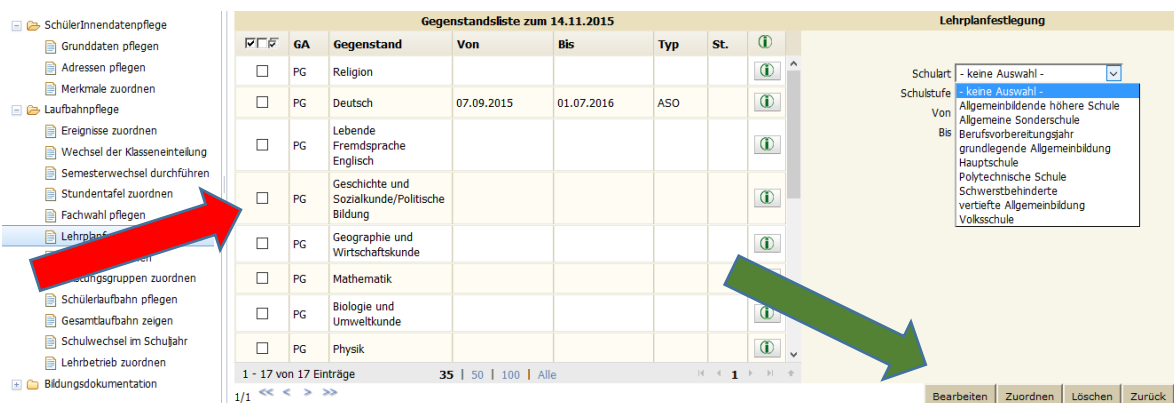 SchülerInnendatenpflege
Grunddaten pflegen
Adressen pflegen
Merkmale zuordnen
Laufbahnpflege
Ereignisse zuordnen
Wechsel der Klasseneinteilung
Semesterwechsel durchführen
Stundentafel zuordnen
Fachwahl pflegen
zuordnen
Schülerlaufbahn pflegen
Gesamtlaufbahn zeigen
Schulwechsel im Schuljahr
Lehrbetrieb zuordnen
Bildungsdokumentation
Gegenstandsliste zum 14.11.2015
GA Gegenstand Von Bis Typ St.
PG Religion
PG Deutsch 07.09.2015 01.07.2016 ASO
Lebende
PG Fremdsprache
Englisch
Geschichte und
PG Sozialkunde/Politische
Bildung
PG Geographie und
Wirtschaftskunde
PG Mathematik
PG Biologie und
Umweltkunde
PG Physik
1 - 17 von 17 Einträge 35 | 50 | 100 | Alle 1
1/1 << < > >>
Lehrplanfestlegung
Schulart - keine Auswahl -
Schulstufe - keine Auswahl -
Von Allgemeinbildende höhere Schule
Allgemeine Sonderschule
Bis Berufsvorbereitungsjahr
grundlegende Allgemeinbildung
Hauptschule
Polytechnische Schule
Schwerstbehinderte
vertiefte Allgemeinbildung
Volksschule
Bearbeiten Zuordnen Löschen Zurück